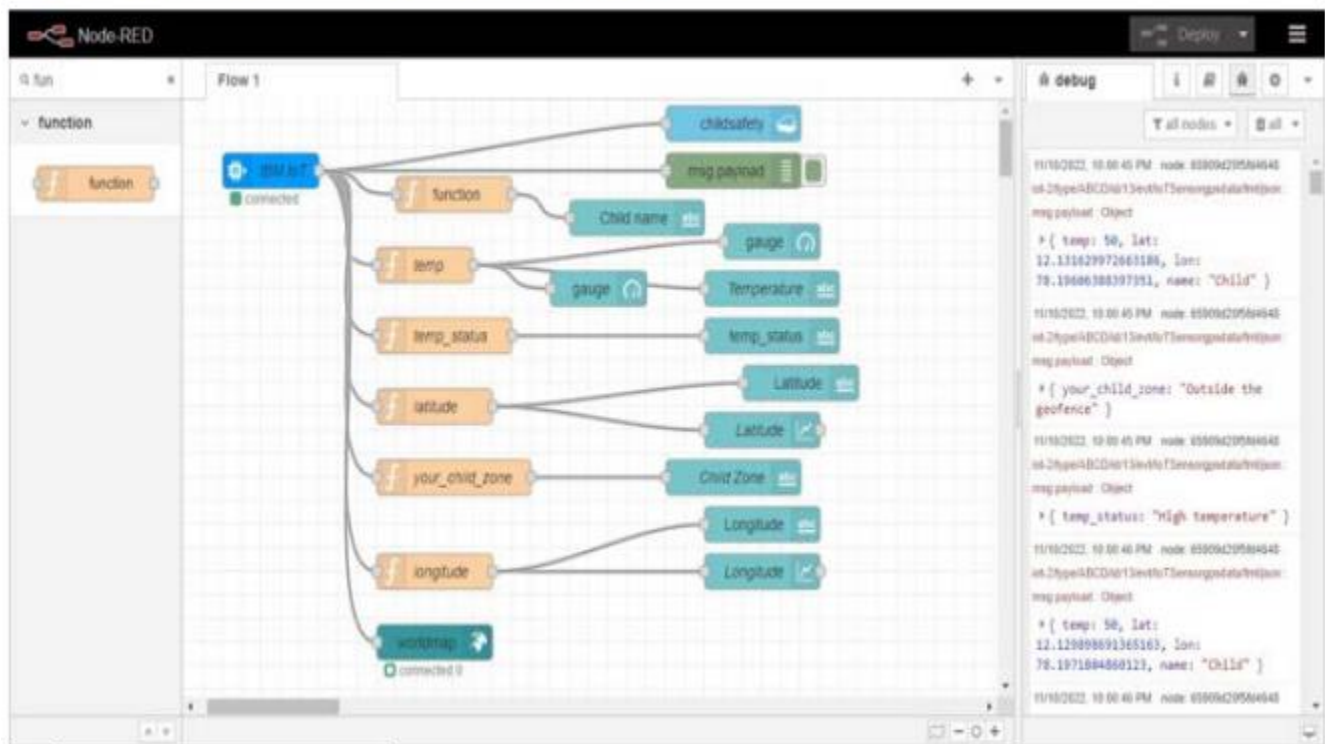 Node-RED
Deploy
fun
Flow 1
debug
i
function
all nodes
all
function
IBM IoT
connected
childsafety
msg.payload
function
Child name
gauge
temp
gauge
Temperature
temp_status
temp_status
latitude
Latitude
Latitude
your_child_zone
Child Zone
longitude
Longitude
Longitude
worldmap
connected 0
msg.payload : Object
{ temp: 50, lat:
12.131629972663186, lon:
78.19606388397351, name: "Child" }
msg.payload : Object
{ your_child_zone: "Outside the
geofence" }
msg.payload : Object
{ temp_status: "High temperature" }
msg.payload : Object
{ temp: 50, lat:
12.129898691365163, lon:
78.1971804860123, name: "Child" }